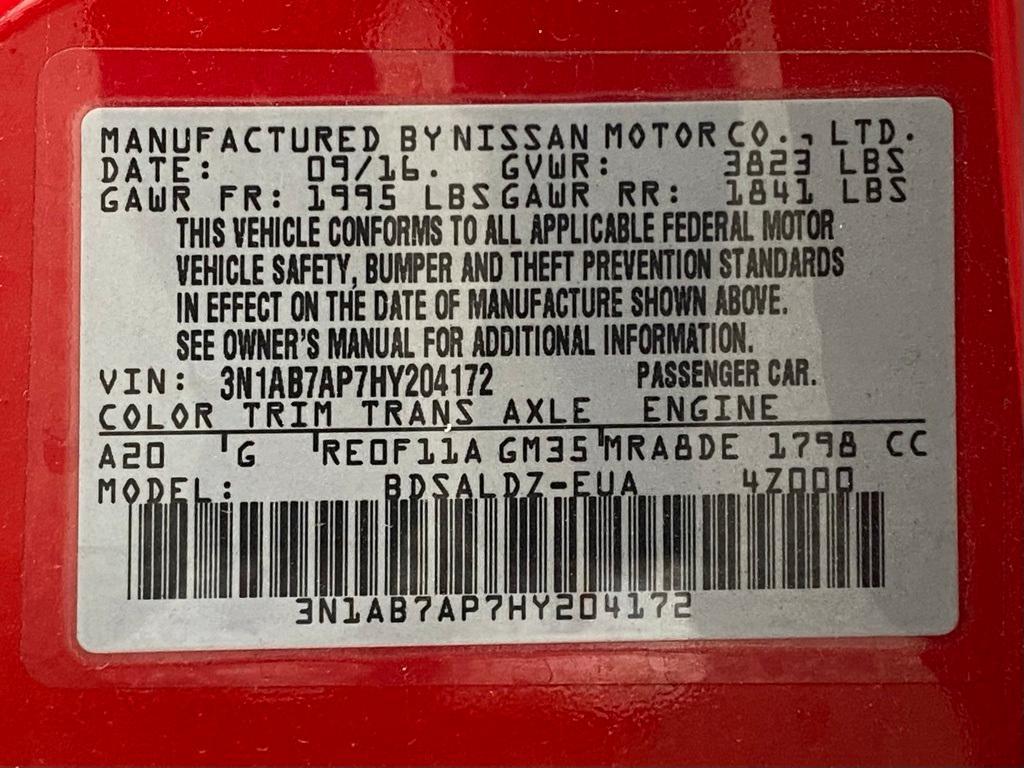 MANUFACTURED BY NISSAN MOTOR CO., LTD.
DATE: 09/16. GVWR: 3823 LBS
GAWR FR: 1995 LBS GAWR RR: 1841 LBS
THIS VEHICLE CONFORMS TO ALL APPLICABLE FEDERAL MOTOR
VEHICLE SAFETY, BUMPER AND THEFT PREVENTION STANDARDS
IN EFFECT ON THE DATE OF MANUFACTURE SHOWN ABOVE.
SEE OWNER'S MANUAL FOR ADDITIONAL INFORMATION.
VIN: 3N1AB7AP7HY204172 PASSENGER CAR.
COLOR TRIM TRANS AXLE ENGINE
A20 G RE0F11A GM35 MRA8DE 1798 CC
MODEL: BDSALDZ-EUA 4Z000
3N1AB7AP7HY204172